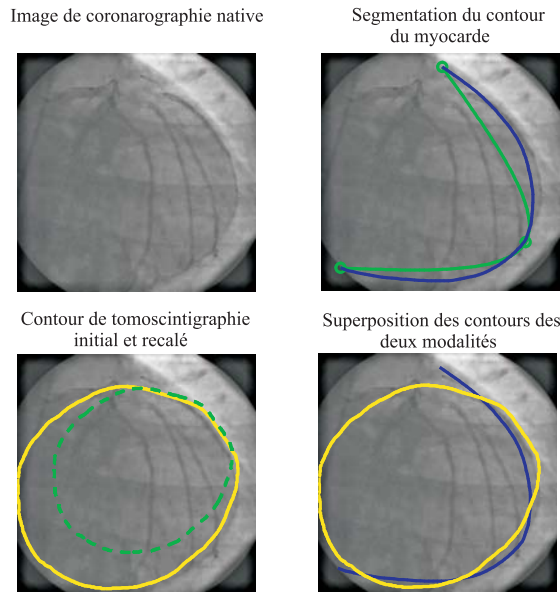 Image de coronarographie native
Segmentation du contour
du myocarde
Contour de tomoscintigraphie
initial et recalé
Superposition des contours des
deux modalités